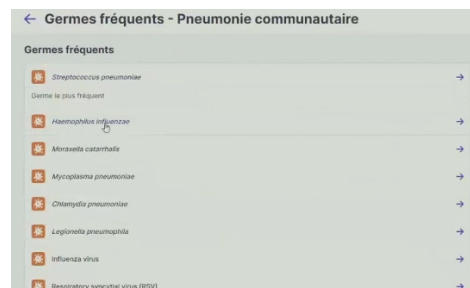 ← Germes fréquents - Pneumonie communautaire
Germes fréquents
Streptococcus pneumoniae →
Germe le plus fréquent
Haemophilus influenzae →
Moraxella catarrhalis →
Mycoplasma pneumoniae →
Chlamydia pneumoniae →
Legionella pneumophila →
Influenza virus →
Respiratory syncytial virus (RSV) →